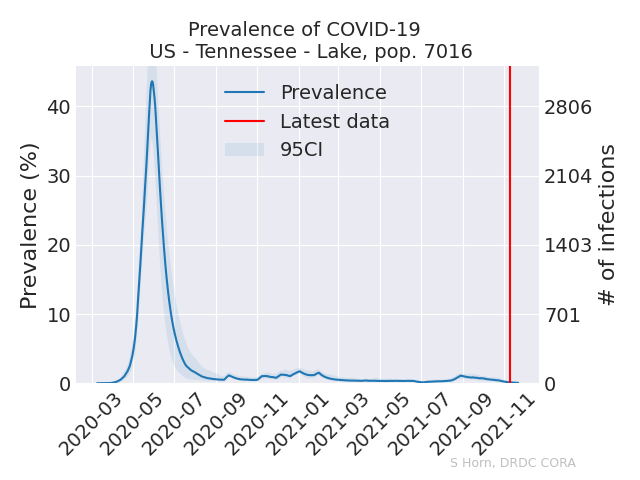 Prevalence of COVID-19
US - Tennessee - Lake, pop. 7016
Prevalence
Latest data
95CI
Prevalence (%)
40
30
20
10
0
2806
2104
1403
701
0
# of infections
2020-03
2020-05
2020-07
2020-09
2020-11
2021-01
2021-03
2021-05
2021-07
2021-09
2021-11
S Horn, DRDC CORA